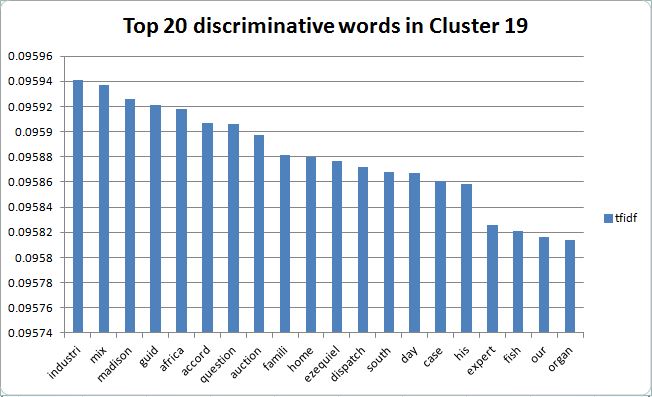 Top 20 discriminative words in Cluster 19
0.09596
0.09594
0.09592
0.0959
0.09588
0.09586
0.09584
0.09582
0.0958
0.09578
0.09576
0.09574
industri
mix
madison
guid
africa
accord
question
auction
famili
home
ezequiel
dispatch
south
day
case
his
expert
fish
our
organ
tfidf